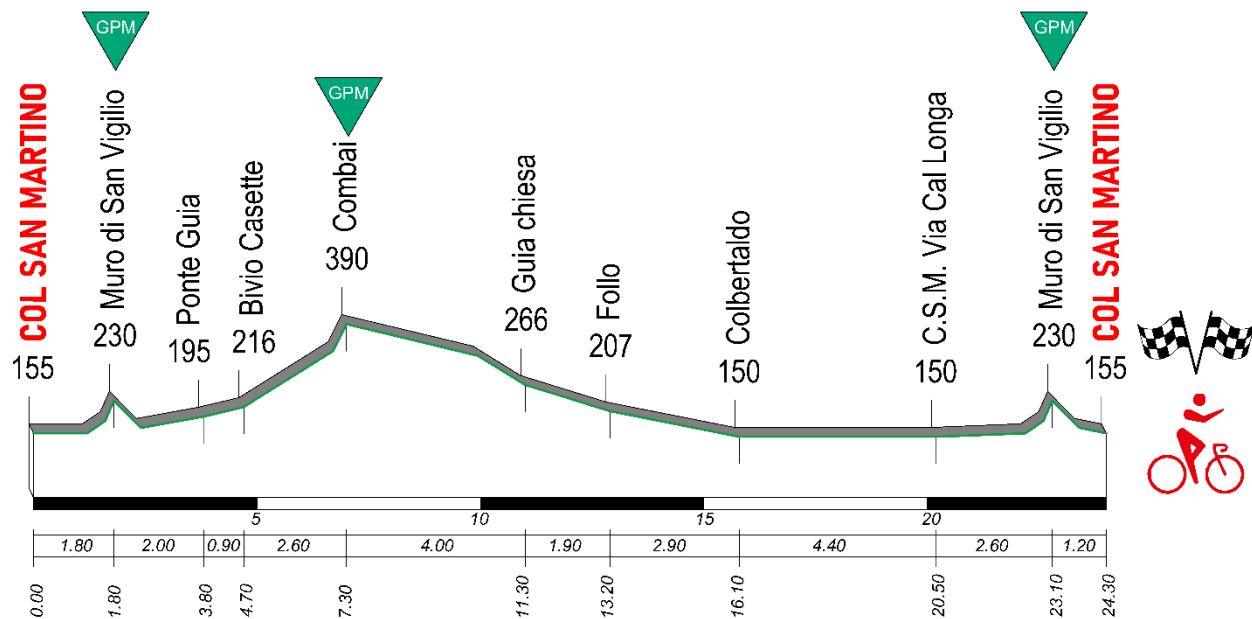 GPM
GPM
GPM
COL SAN MARTINO
155
Muro di San Vigilio
230
Ponte Guia
195
Bivio Casette
216
Combai
390
Guia chiesa
266
Follo
207
Colbertaldo
150
C.S.M. Via Cal Longa
150
Muro di San Vigilio
230
COL SAN MARTINO
155
5 10 15 20
1.80 2.00 0.90 2.60 4.00 1.90 2.90 4.40 2.60 1.20
0.00 1.80 3.80 4.70 7.30 11.30 13.20 16.10 20.50 23.10 24.30